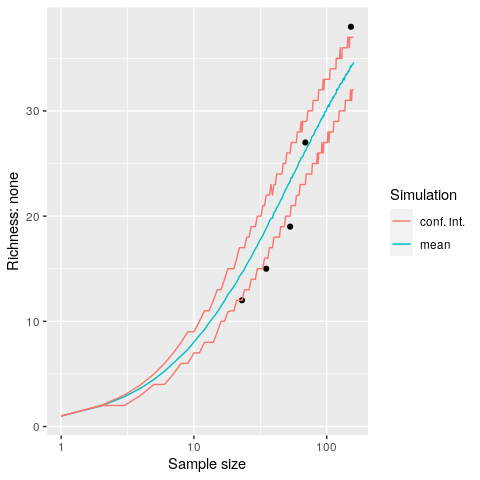 Richness: none
30
20
10
0
1
10
100
Sample size
Simulation
conf. Int.
mean